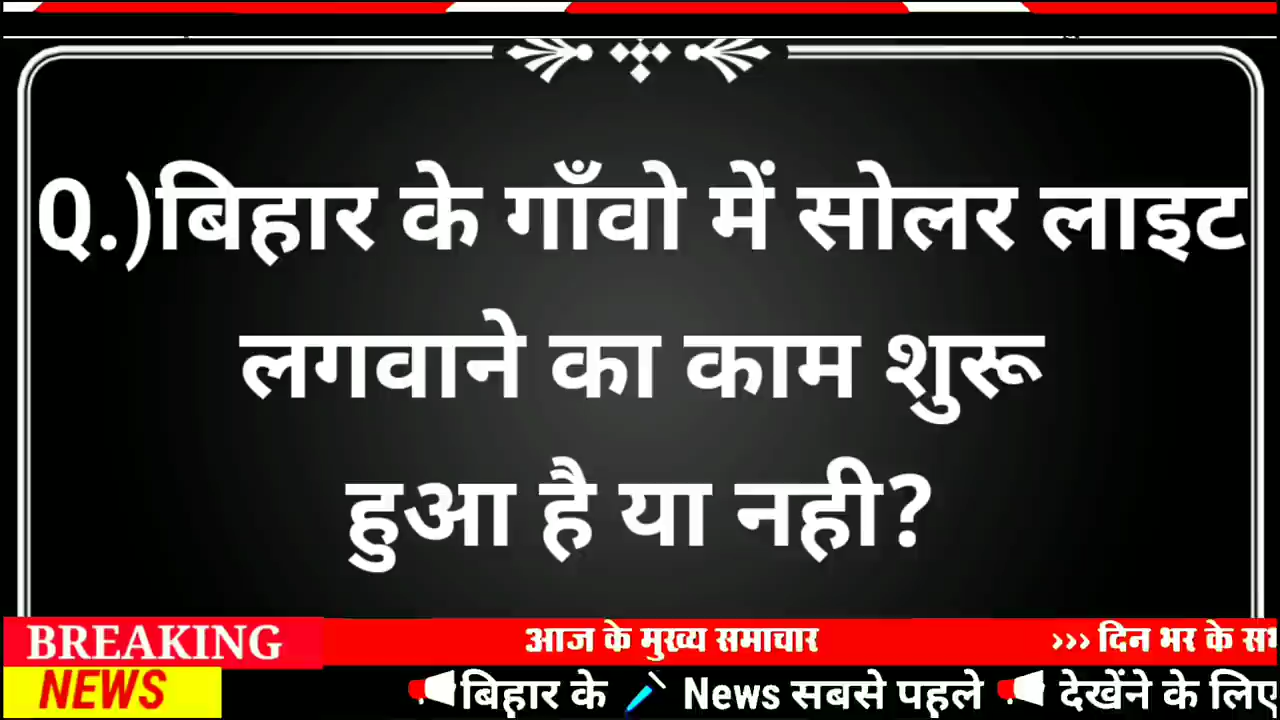 Q.)बिहार के गाँवो में सोलर लाइट
लगवाने का काम शुरू
हुआ है या नही?
BREAKING
आज के मुख्य समाचार
››› दिन भर के
NEWS
बिहार के
News सबसे पहले
देखेंने के लिए